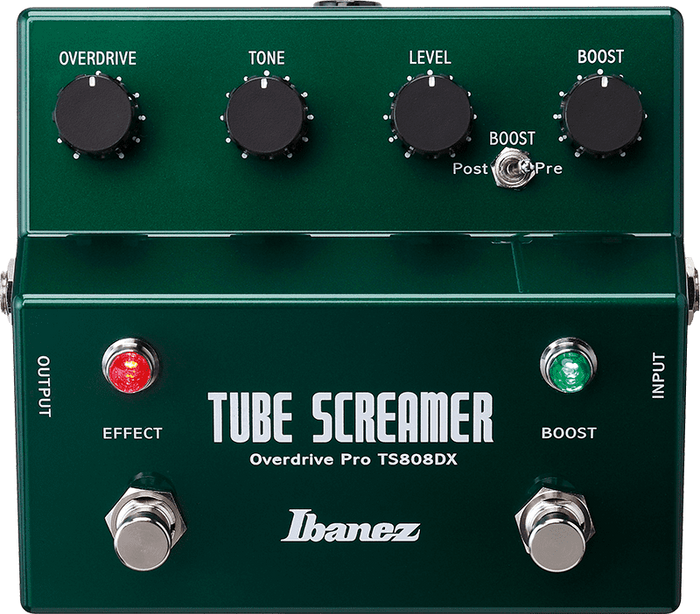 OVERDRIVE
TONE
LEVEL
BOOST
BOOST
Post Pre
OUTPUT
INPUT
EFFECT
TUBE SCREAMER
BOOST
Overdrive Pro TS808DX
Ibanez